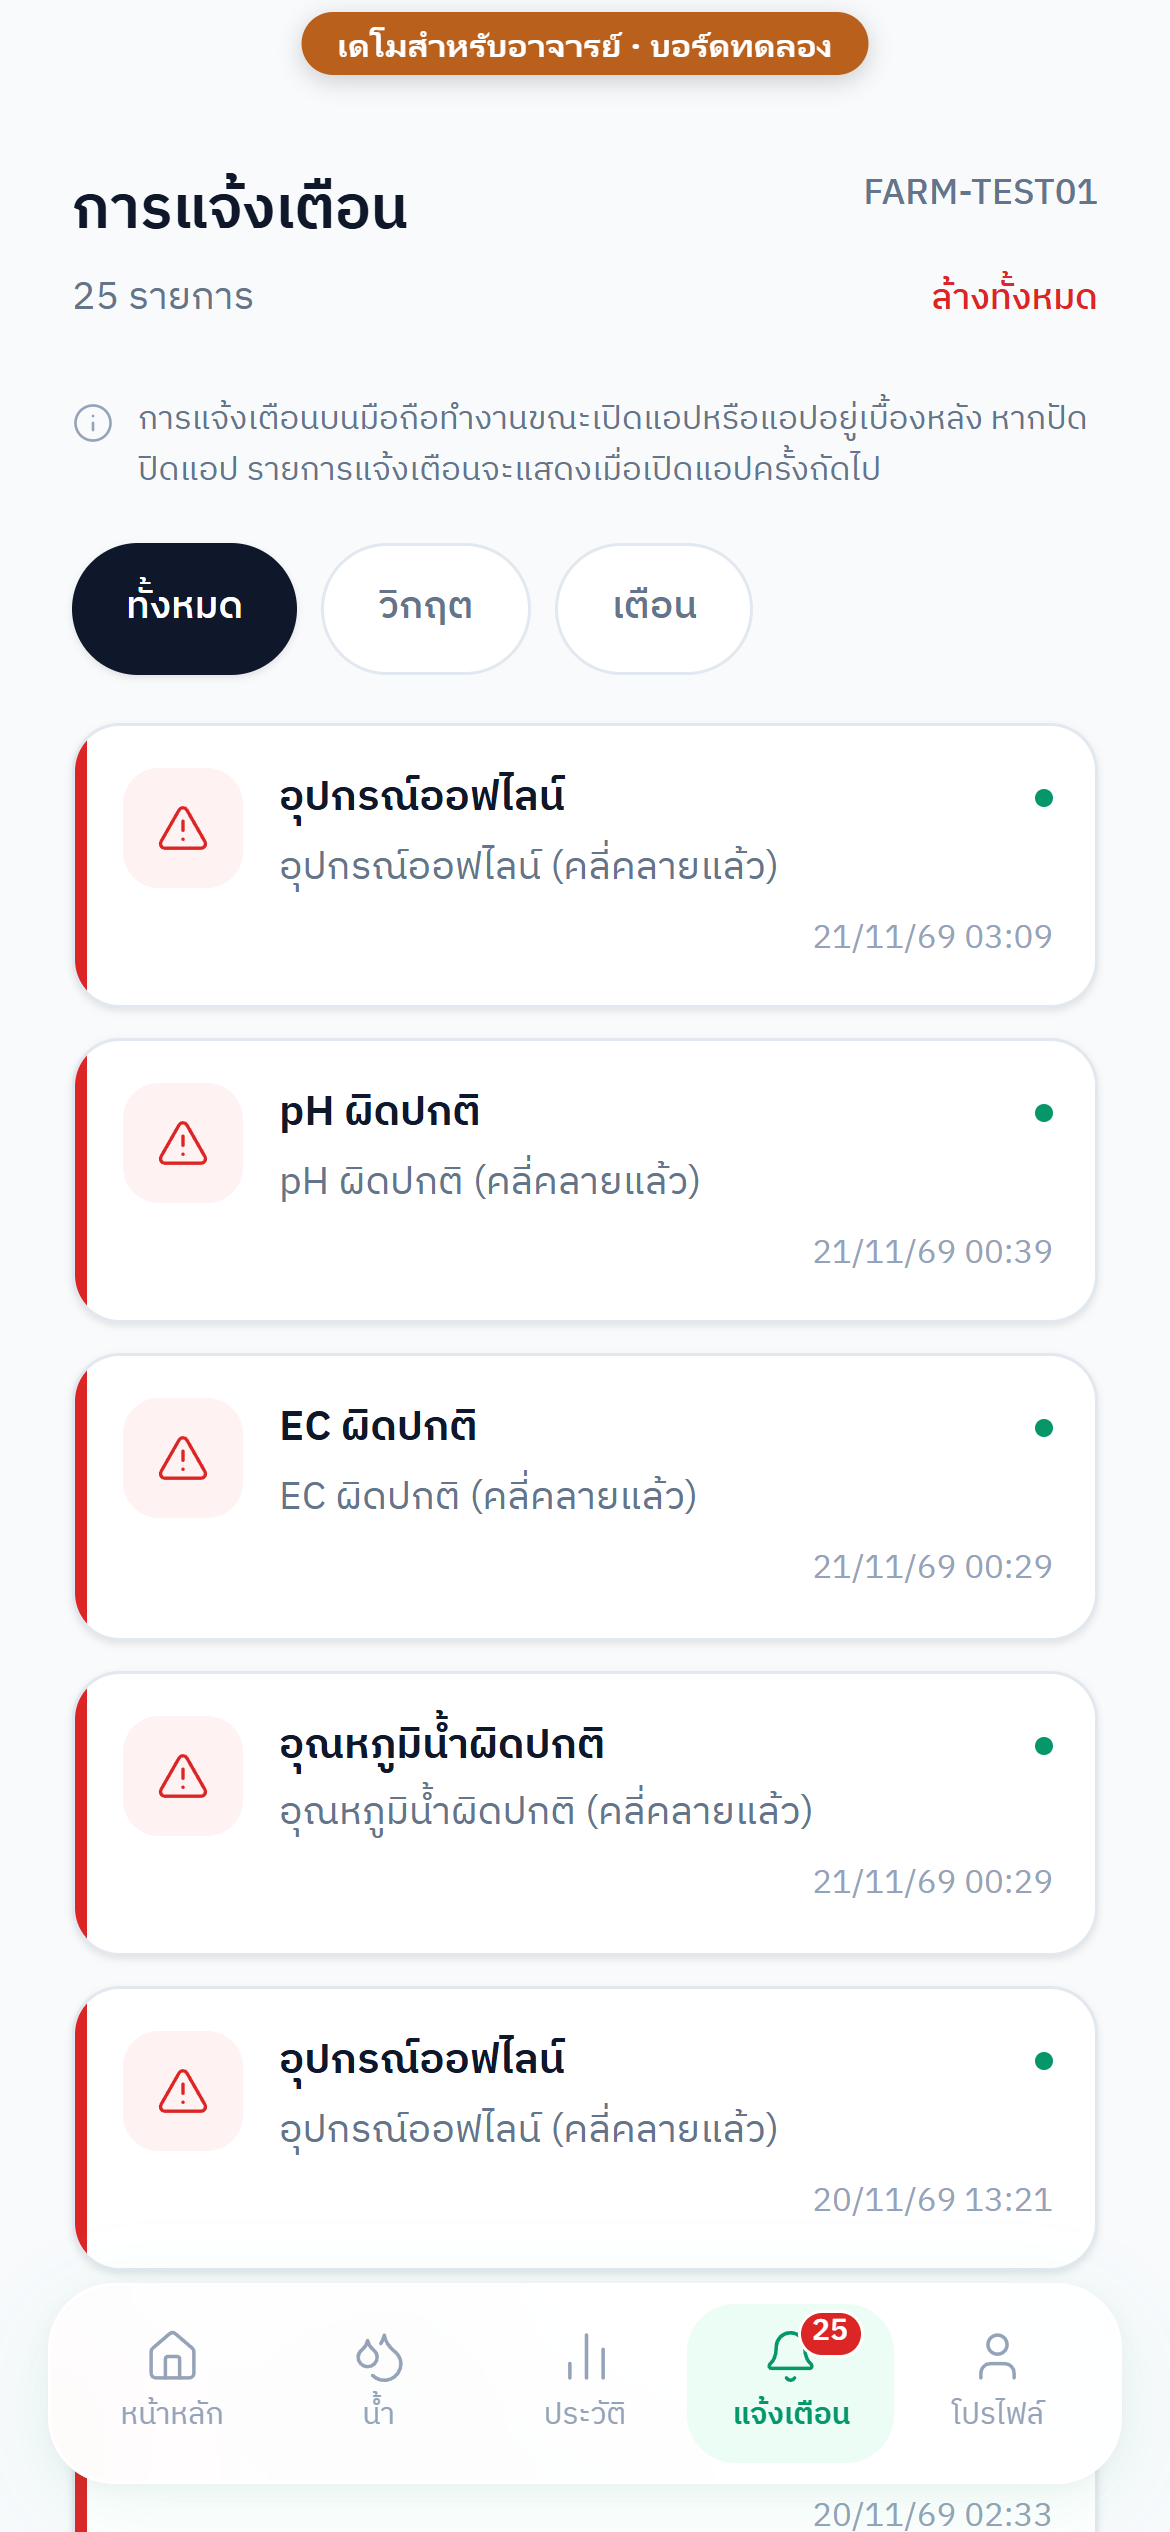 เดโมสำหรับอาจารย์ · บอร์ดทดลอง
การแจ้งเตือน
FARM-TEST01
25 รายการ
ล้างทั้งหมด
การแจ้งเตือนบนมือถือทำงานขณะเปิดแอปหรือแอปอยู่เบื้องหลัง หากปัด
ปิดแอป รายการแจ้งเตือนจะแสดงเมื่อเปิดแอปครั้งถัดไป
ทั้งหมด
วิกฤต
เตือน
อุปกรณ์ออฟไลน์
อุปกรณ์ออฟไลน์ (คลี่คลายแล้ว)
21/11/69 03:09
pH ผิดปกติ
pH ผิดปกติ (คลี่คลายแล้ว)
21/11/69 00:39
EC ผิดปกติ
EC ผิดปกติ (คลี่คลายแล้ว)
21/11/69 00:29
อุณหภูมิน้ำผิดปกติ
อุณหภูมิน้ำผิดปกติ (คลี่คลายแล้ว)
21/11/69 00:29
อุปกรณ์ออฟไลน์
อุปกรณ์ออฟไลน์ (คลี่คลายแล้ว)
20/11/69 13:21
25
หน้าหลัก
น้ำ
ประวัติ
แจ้งเตือน
โปรไฟล์
20/11/69 02:33